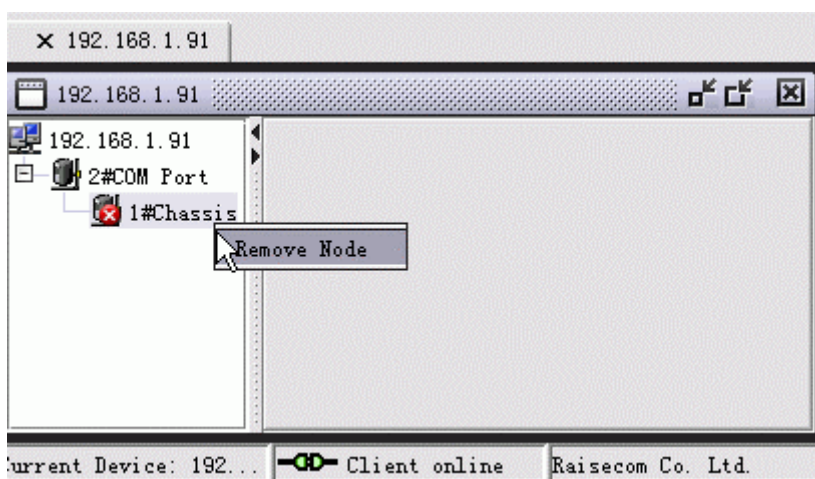 192.168.1.91
192.168.1.91
192.168.1.91
2#COM Port
1#Chassis
Remove Node
urrent Device: 192...
Client online
Raisecom Co. Ltd.